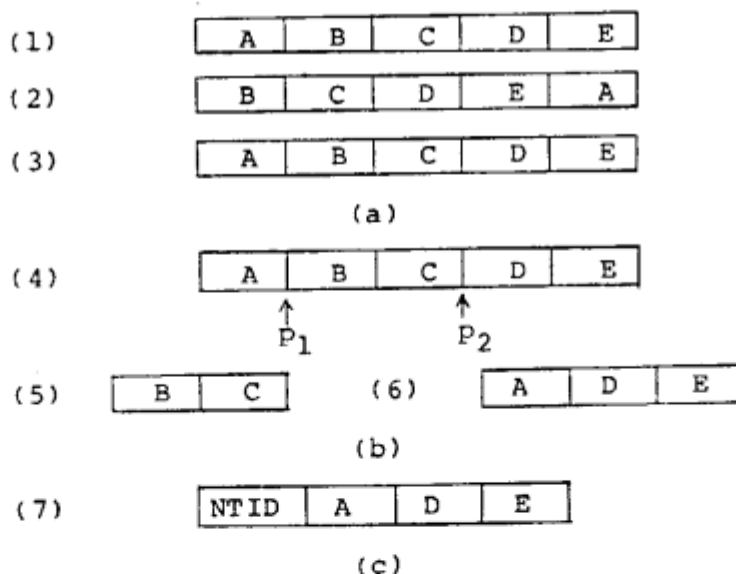 (1) A B C D E
(2) B C D E A
(3) A B C D E
(a)
(4) A B C D E
P1 P2
(5) B C (6) A D E
(b)
(7) NTID A D E
(c)